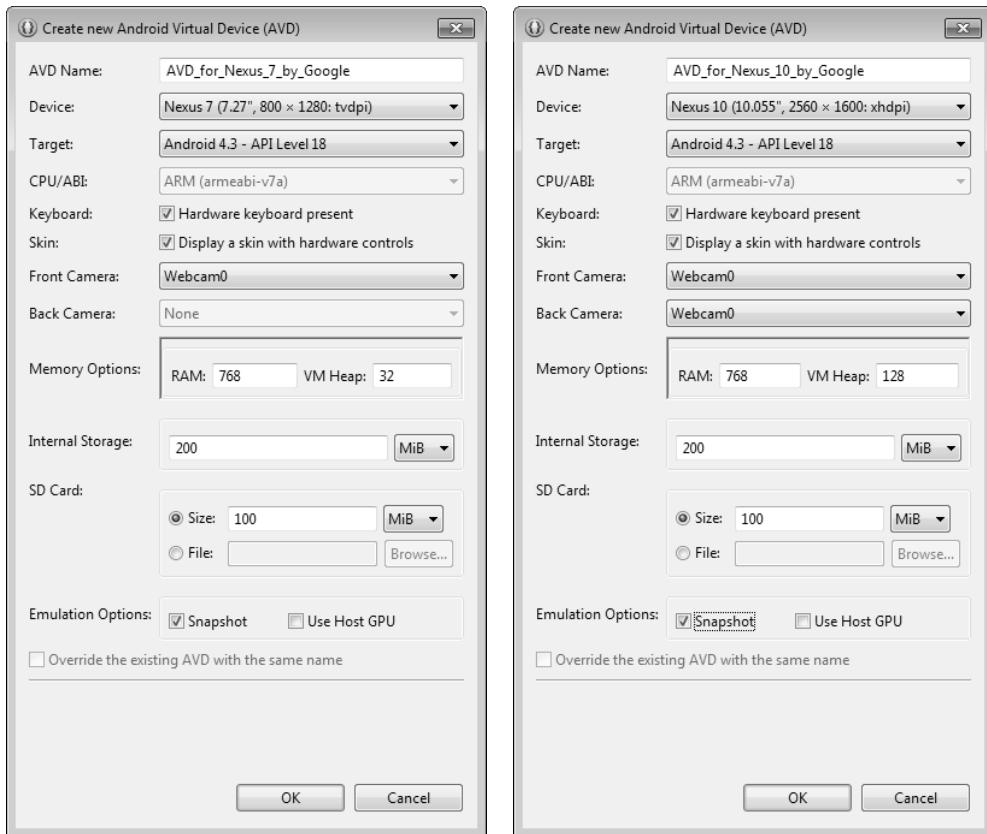 Create new Android Virtual Device (AVD)
AVD Name: AVD_for_Nexus_7_by_Google
Device: Nexus 7 (7.27", 800 × 1280: tvdpi)
Target: Android 4.3 - API Level 18
CPU/ABI: ARM (armeabi-v7a)
Keyboard: Hardware keyboard present
Skin: Display a skin with hardware controls
Front Camera: Webcam0
Back Camera: None
Memory Options: RAM: 768 VM Heap: 32
Internal Storage: 200 MiB
SD Card:
Size: 100 MiB
File: Browse...
Emulation Options: Snapshot Use Host GPU
Override the existing AVD with the same name
OK Cancel
Create new Android Virtual Device (AVD)
AVD Name: AVD_for_Nexus_10_by_Google
Device: Nexus 10 (10.055", 2560 × 1600: xhdpi)
Target: Android 4.3 - API Level 18
CPU/ABI: ARM (armeabi-v7a)
Keyboard: Hardware keyboard present
Skin: Display a skin with hardware controls
Front Camera: Webcam0
Back Camera: Webcam0
Memory Options: RAM: 768 VM Heap: 128
Internal Storage: 200 MiB
SD Card:
Size: 100 MiB
File: Browse...
Emulation Options: Snapshot Use Host GPU
Override the existing AVD with the same name
OK Cancel